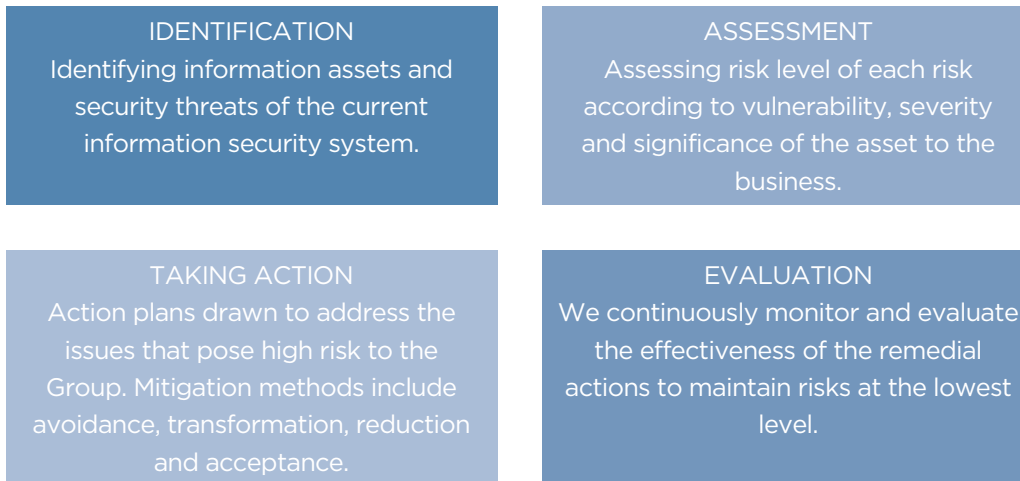 IDENTIFICATION
Identifying information assets and
security threats of the current
information security system.
ASSESSMENT
Assessing risk level of each risk
according to vulnerability, severity
and significance of the asset to the
business.
TAKING ACTION
Action plans drawn to address the
issues that pose high risk to the
Group. Mitigation methods include
avoidance, transformation, reduction
and acceptance.
EVALUATION
We continuously monitor and evaluate
the effectiveness of the remedial
actions to maintain risks at the lowest
level.